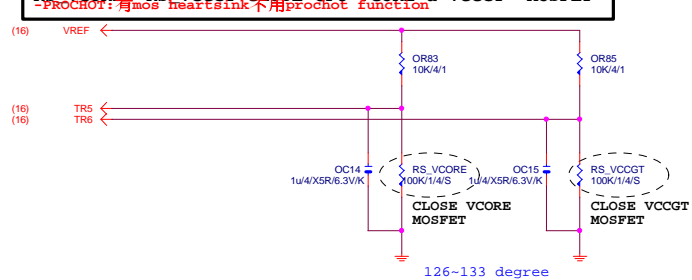 -PROCHOT:有mos heartsink不用prochot function
(16) VREF
OR83
10K/4/1
OR85
10K/4/1
(16) TR5
(16) TR6
OC14
1u/4/X5R/6.3V/K
RS_VCORE
100K/1/4/S
OC15
1u/4/X5R/6.3V/K
RS_VCCGT
100K/1/4/S
CLOSE VCORE
MOSFET
CLOSE VCCGT
MOSFET
126~133 degree